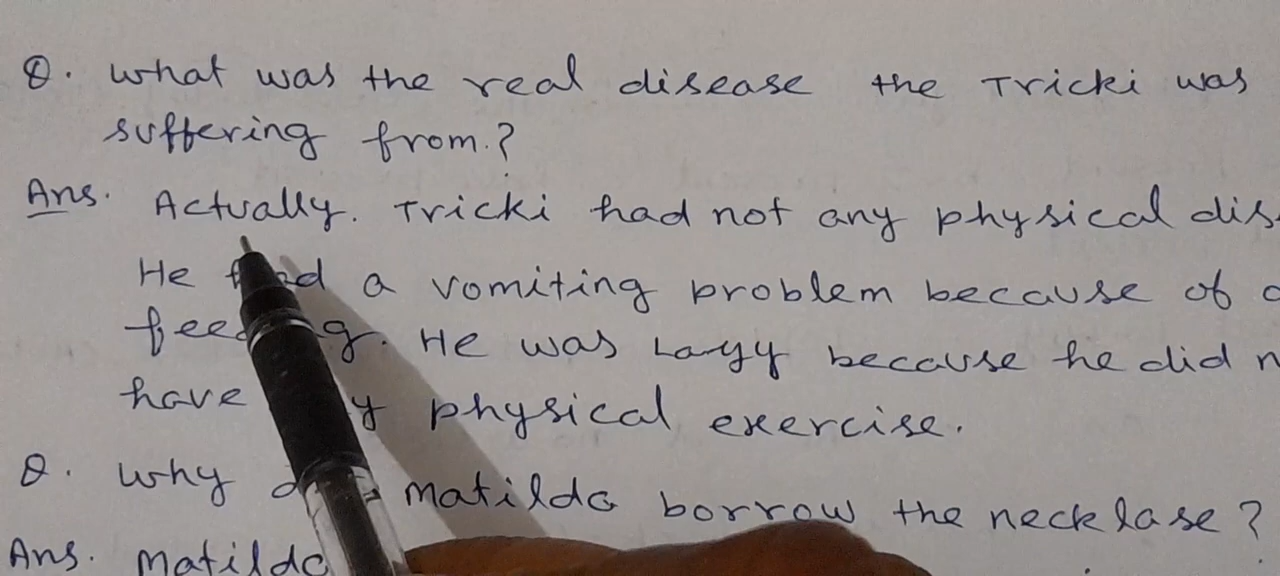 Q. What was the real disease the Tricki was
suffering from.?
Ans. Actually. Tricki had not any physical
He a vomiting problem because of
He was Lazy because he did
have physical exercise.
Q. Why Matilda borrow the necklase?
Ans. Matilda